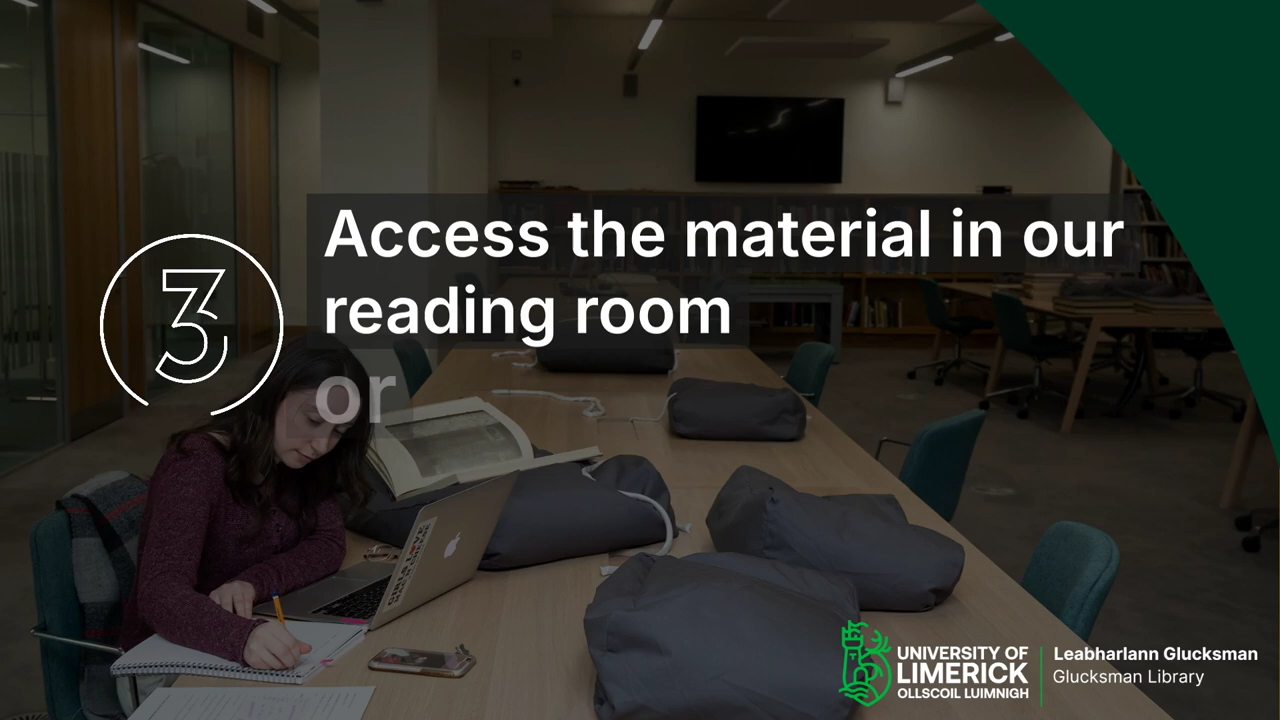 3
Access the material in our
reading room
or
UNIVERSITY OF
LIMERICK
OLLSCOIL LUIMNIGH
Leabharlann Glucksman
Glucksman Library